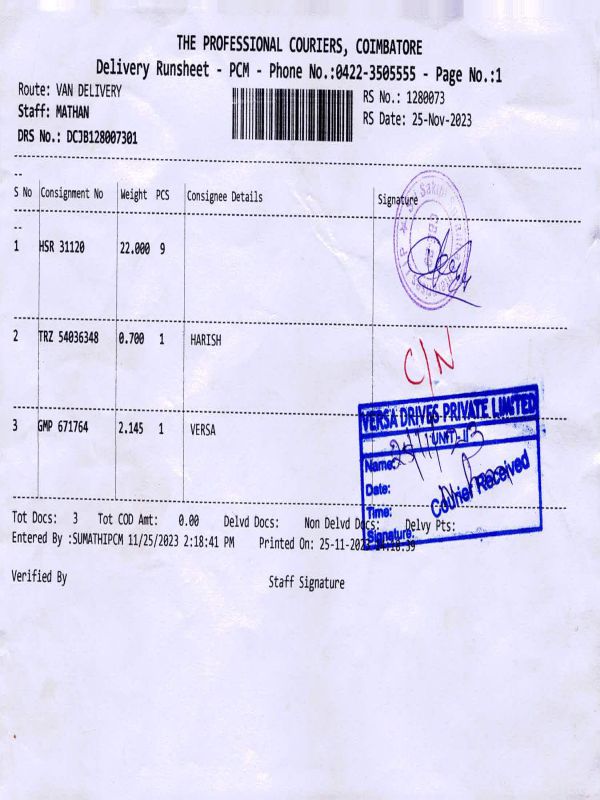 THE PROFESSIONAL COURIERS, COIMBATORE
Delivery Runsheet - PCM - Phone No.:0422-3505555 - Page No.:1
Route: VAN DELIVERY
RS No.: 1280073
Staff: MATHAN
RS Date: 25-Nov-2023
DRS No.: DCJB128007301
S No Consignment No Weight PCS Consignee Details Signature
1 HSR 31120 22.000 9
2 TRZ 54036348 0.700 1 HARISH
C/N
3 GMP 671764 2.145 1 VERSA
VERSA DRIVES PRIVATE LIMITED
UNIT-
Name:
Date:
Courier Received
Time:
Signature:
Tot Docs: 3 Tot COD Amt: 0.00 Delvd Docs: Non Delvd Docs: Delvy Pts:
Entered By :SUMATHIPCM 11/25/2023 2:18:41 PM Printed On: 25-11-2023
Verified By Staff Signature